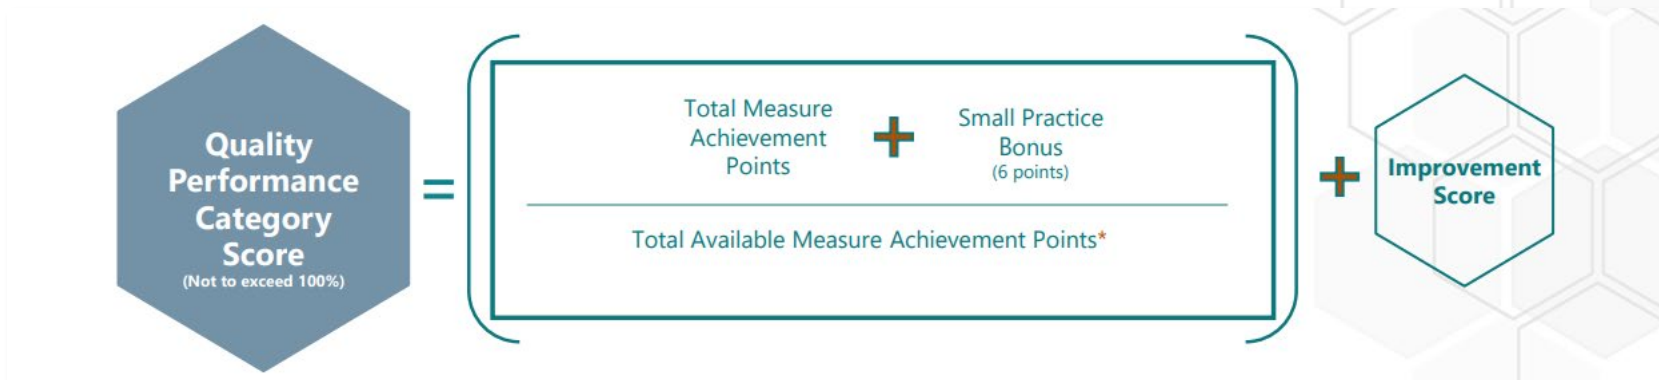 Quality
Performance
Category
Score
(Not to exceed 100%)
=
Total Measure
Achievement
Points
+
Small Practice
Bonus
(6 points)
Total Available Measure Achievement Points*
+
Improvement
Score